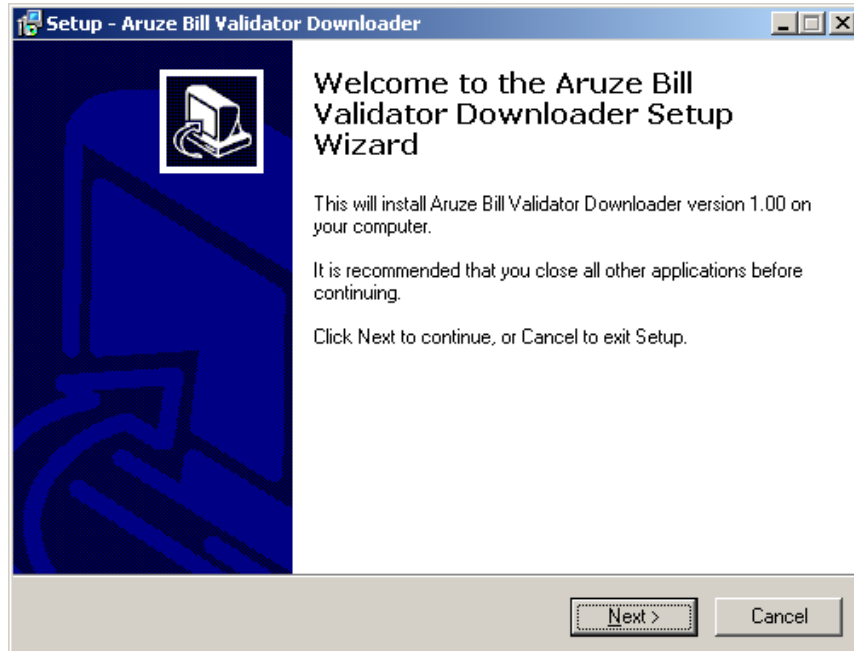 Setup - Aruze Bill Validator Downloader
Welcome to the Aruze Bill
Validator Downloader Setup
Wizard
This will install Aruze Bill Validator Downloader version 1.00 on
your computer.
It is recommended that you close all other applications before
continuing.
Click Next to continue, or Cancel to exit Setup.
Next >
Cancel